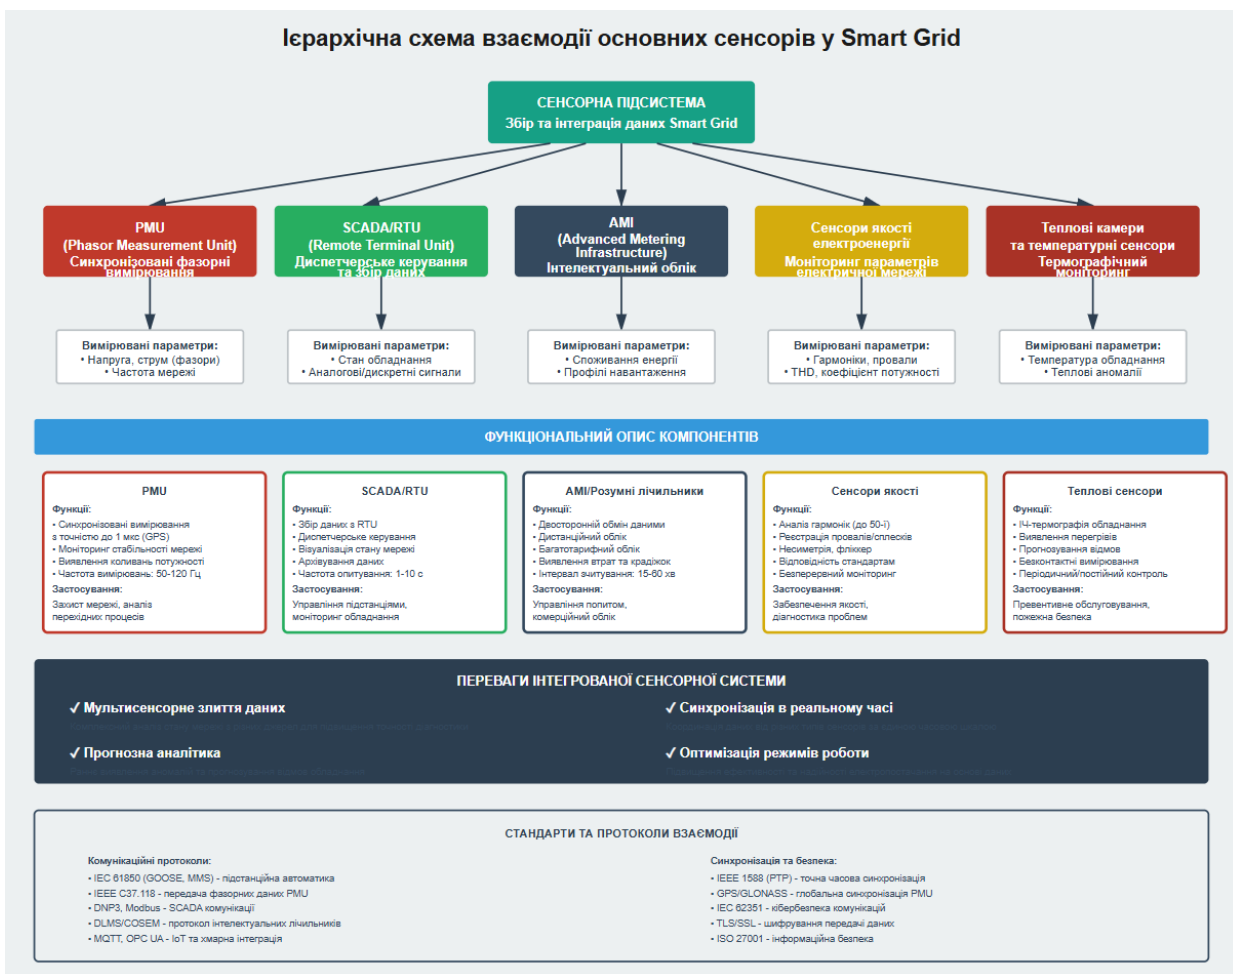 Ієрархічна схема взаємодії основних сенсорів у Smart Grid
СЕНСОРНА ПІДСИСТЕМА
Збір та інтеграція даних Smart Grid
PMU
(Phasor Measurement Unit)
Синхронізовані фазорні
вимірювання
SCADA/RTU
(Remote Terminal Unit)
Диспетчерське керування
та збір даних
AMI
(Advanced Metering
Infrastructure)
Інтелектуальний облік
Сенсори якості
електроенергії
Моніторинг параметрів
електричної мережі
Теплові камери
та температурні сенсори
Термографічний
моніторинг
Вимірювані параметри:
• Напруга, струм (фазори)
• Частота мережі
Вимірювані параметри:
• Стан обладнання
• Аналогові/дискретні сигнали
Вимірювані параметри:
• Споживання енергії
• Профілі навантаження
Вимірювані параметри:
• Гармоніки, провали
• THD, коефіцієнт потужності
Вимірювані параметри:
• Температура обладнання
• Теплові аномалії
ФУНКЦІОНАЛЬНИЙ ОПИС КОМПОНЕНТІВ
PMU
Функції:
• Синхронізовані вимірювання
з точністю до 1 мкс (GPS)
• Моніторинг стабільності мережі
• Виявлення коливань потужності
• Частота вимірювань: 50-120 Гц
Застосування:
Захист мережі, аналіз
перехідних процесів
SCADA/RTU
Функції:
• Збір даних з RTU
• Диспетчерське керування
• Візуалізація стану мережі
• Архівування даних
• Частота опитування: 1-10 с
Застосування:
Управління підстанціями,
моніторинг обладнання
AMI/Розумні лічильники
Функції:
• Двосторонній обмін даними
• Дистанційний облік
• Багатотарифний облік
• Виявлення втрат та крадіжок
• Інтервал зчитування: 15-60 хв
Застосування:
Управління попитом,
комерційний облік
Сенсори якості
Функції:
• Аналіз гармонік (до 50-ї)
• Реєстрація провалів/сплесків
• Несиметрія, фліккер
• Відповідність стандартам
• Безперервний моніторинг
Застосування:
Забезпечення якості,
діагностика проблем
Теплові сенсори
Функції:
• ІЧ-термографія обладнання
• Виявлення перегрівів
• Прогнозування відмов
• Безконтактні вимірювання
• Періодичний/постійний контроль
Застосування:
Превентивне обслуговування,
пожежна безпека
ПЕРЕВАГИ ІНТЕГРОВАНОЇ СЕНСОРНОЇ СИСТЕМИ
✓ Мультисенсорне злиття даних
✓ Синхронізація в реальному часі
✓ Прогнозна аналітика
✓ Оптимізація режимів роботи
СТАНДАРТИ ТА ПРОТОКОЛИ ВЗАЄМОДІЇ
Комунікаційні протоколи:
• IEC 61850 (GOOSE, MMS) - підстанційна автоматика
• IEEE C37.118 - передача фазорних даних PMU
• DNP3, Modbus - SCADA комунікації
• DLMS/COSEM - протокол інтелектуальних лічильників
• MQTT, OPC UA - IoT та хмарна інтеграція
Синхронізація та безпека:
• IEEE 1588 (PTP) - точна часова синхронізація
• GPS/GLONASS - глобальна синхронізація PMU
• IEC 62351 - кібербезпека комунікацій
• TLS/SSL - шифрування передачі даних
• ISO 27001 - інформаційна безпека